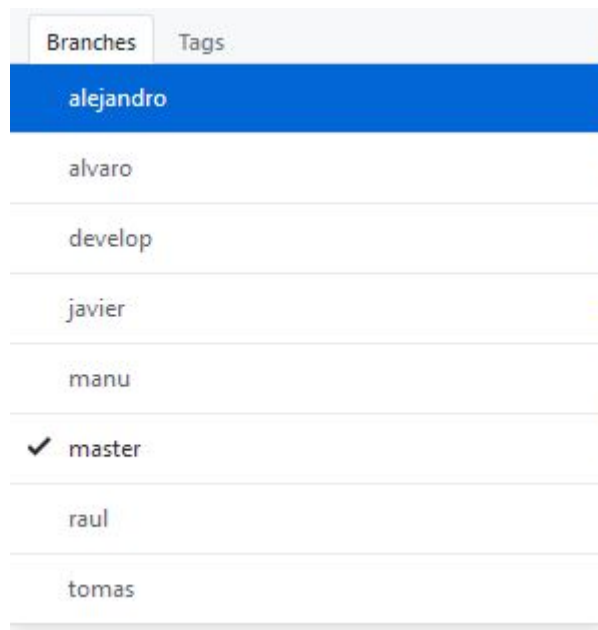 Branches Tags
alejandro
alvaro
develop
javier
manu
master
raul
tomas